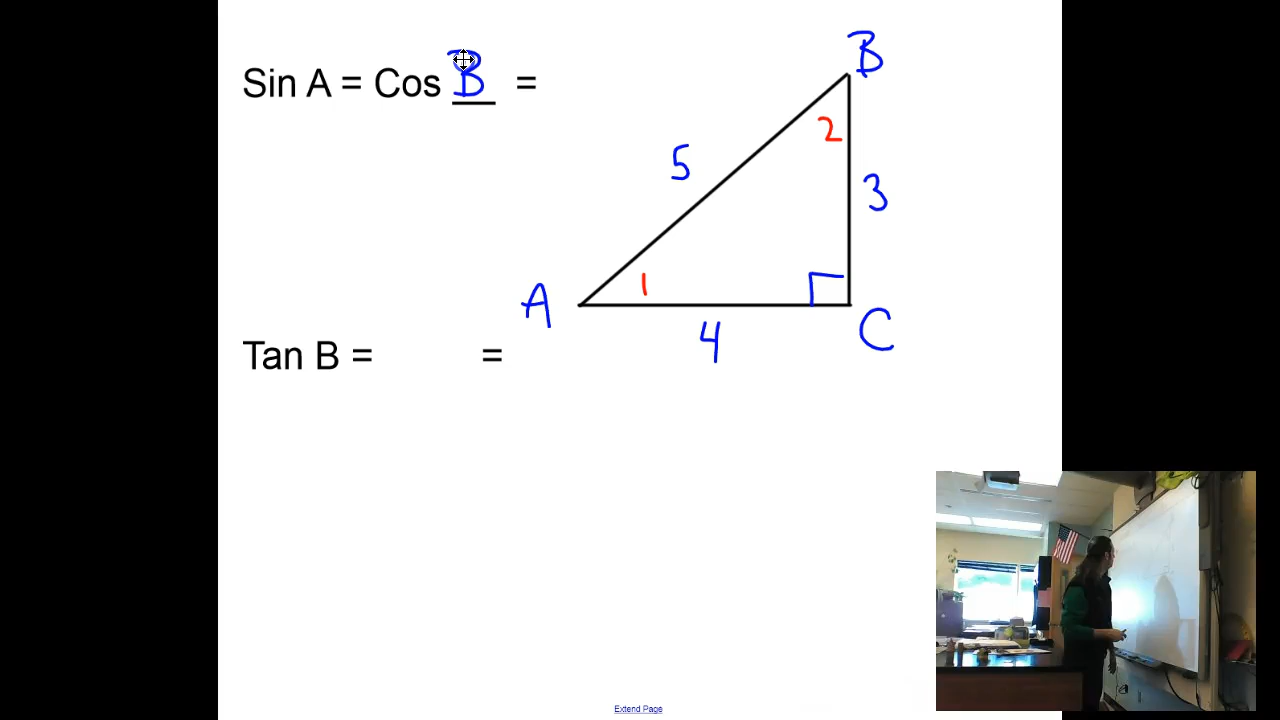 Sin A = Cos B =
B
2
5
3
1
A
4
C
Tan B = =
Extend Page